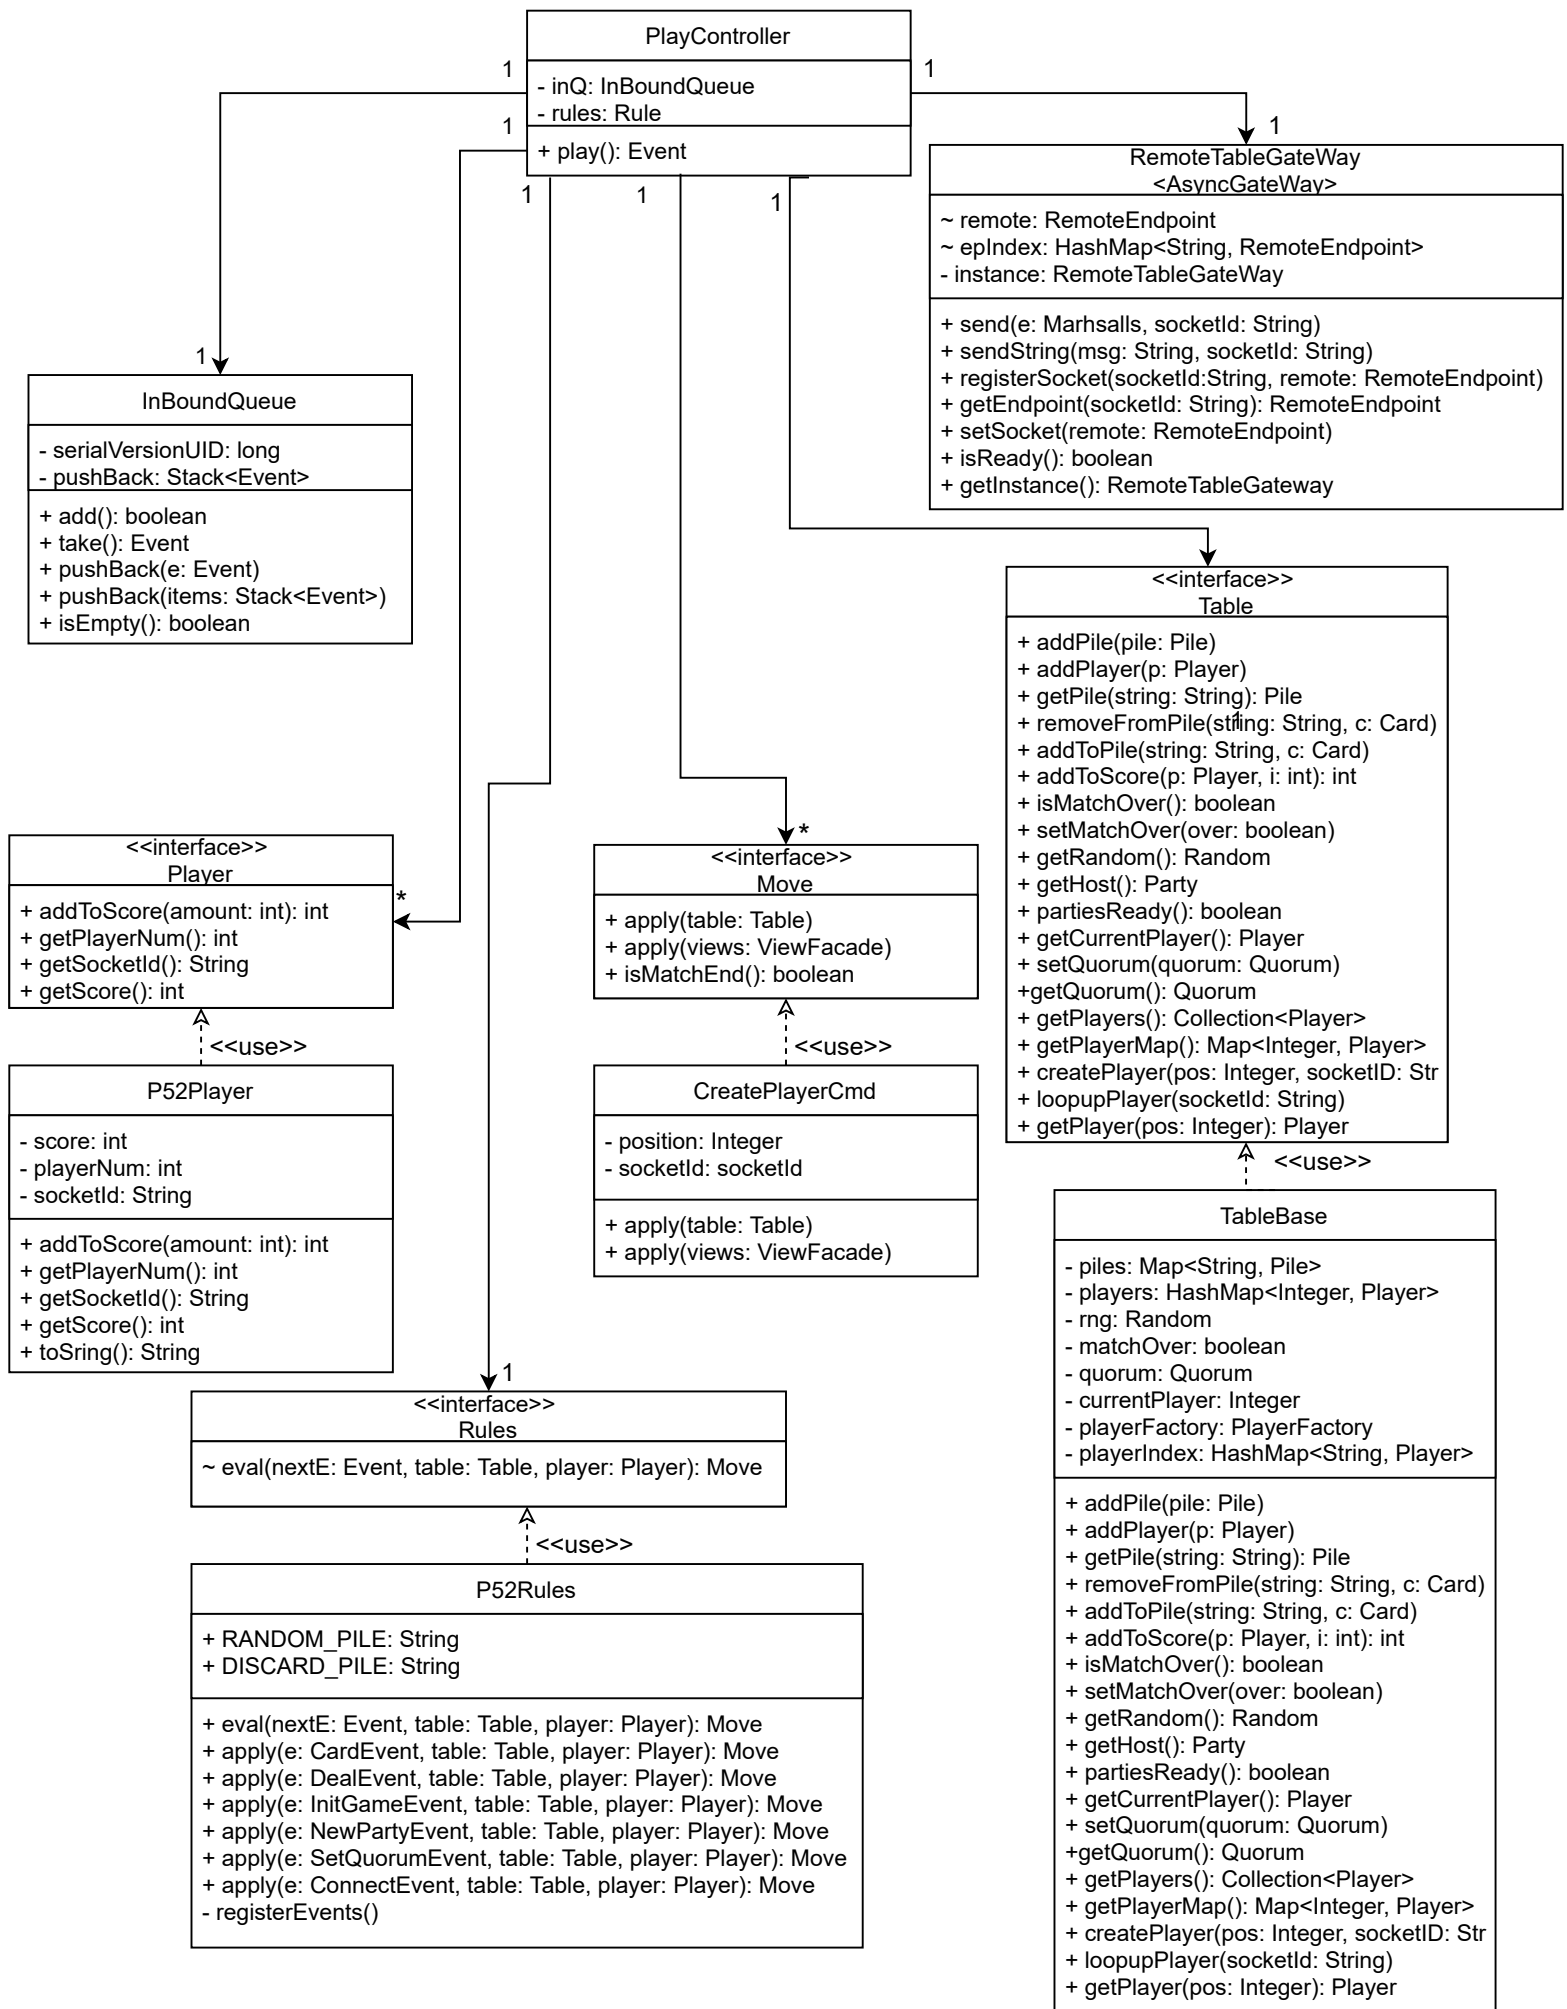 PlayController
- inQ: InBoundQueue
- rules: Rule
+ play(): Event
1
1
1
1
1
1
1
1
RemoteTableGateWay
<AsyncGateWay>
~ remote: RemoteEndpoint
~ epIndex: HashMap<String, RemoteEndpoint>
- instance: RemoteTableGateWay
+ send(e: Marhsalls, socketId: String)
+ sendString(msg: String, socketId: String)
+ registerSocket(socketId:String, remote: RemoteEndpoint)
+ getEndpoint(socketId: String): RemoteEndpoint
+ setSocket(remote: RemoteEndpoint)
+ isReady(): boolean
+ getInstance(): RemoteTableGateway
InBoundQueue
- serialVersionUID: long
- pushBack: Stack<Event>
+ add(): boolean
+ take(): Event
+ pushBack(e: Event)
+ pushBack(items: Stack<Event>)
+ isEmpty(): boolean
<<interface>>
Table
+ addPile(pile: Pile)
+ addPlayer(p: Player)
+ getPile(string: String): Pile
+ removeFromPile(string: String, c: Card)
1
+ addToPile(string: String, c: Card)
+ addToScore(p: Player, i: int): int
+ isMatchOver(): boolean
+ setMatchOver(over: boolean)
+ getRandom(): Random
+ getHost(): Party
+ partiesReady(): boolean
+ getCurrentPlayer(): Player
+ setQuorum(quorum: Quorum)
+getQuorum(): Quorum
+ getPlayers(): Collection<Player>
+ getPlayerMap(): Map<Integer, Player>
+ createPlayer(pos: Integer, socketID: Str
+ loopupPlayer(socketId: String)
+ getPlayer(pos: Integer): Player
<<use>>
<<interface>>
Player
*
+ addToScore(amount: int): int
+ getPlayerNum(): int
+ getSocketId(): String
+ getScore(): int
<<use>>
P52Player
- score: int
- playerNum: int
- socketId: String
+ addToScore(amount: int): int
+ getPlayerNum(): int
+ getSocketId(): String
+ getScore(): int
+ toSring(): String
*
<<interface>>
Move
+ apply(table: Table)
+ apply(views: ViewFacade)
+ isMatchEnd(): boolean
<<use>>
CreatePlayerCmd
- position: Integer
- socketId: socketId
+ apply(table: Table)
+ apply(views: ViewFacade)
TableBase
- piles: Map<String, Pile>
- players: HashMap<Integer, Player>
- rng: Random
- matchOver: boolean
- quorum: Quorum
- currentPlayer: Integer
- playerFactory: PlayerFactory
- playerIndex: HashMap<String, Player>
+ addPile(pile: Pile)
+ addPlayer(p: Player)
+ getPile(string: String): Pile
+ removeFromPile(string: String, c: Card)
+ addToPile(string: String, c: Card)
+ addToScore(p: Player, i: int): int
+ isMatchOver(): boolean
+ setMatchOver(over: boolean)
+ getRandom(): Random
+ getHost(): Party
+ partiesReady(): boolean
+ getCurrentPlayer(): Player
+ setQuorum(quorum: Quorum)
+getQuorum(): Quorum
+ getPlayers(): Collection<Player>
+ getPlayerMap(): Map<Integer, Player>
+ createPlayer(pos: Integer, socketID: Str
+ loopupPlayer(socketId: String)
+ getPlayer(pos: Integer): Player
1
<<interface>>
Rules
~ eval(nextE: Event, table: Table, player: Player): Move
<<use>>
P52Rules
+ RANDOM_PILE: String
+ DISCARD_PILE: String
+ eval(nextE: Event, table: Table, player: Player): Move
+ apply(e: CardEvent, table: Table, player: Player): Move
+ apply(e: DealEvent, table: Table, player: Player): Move
+ apply(e: InitGameEvent, table: Table, player: Player): Move
+ apply(e: NewPartyEvent, table: Table, player: Player): Move
+ apply(e: SetQuorumEvent, table: Table, player: Player): Move
+ apply(e: ConnectEvent, table: Table, player: Player): Move
- registerEvents()